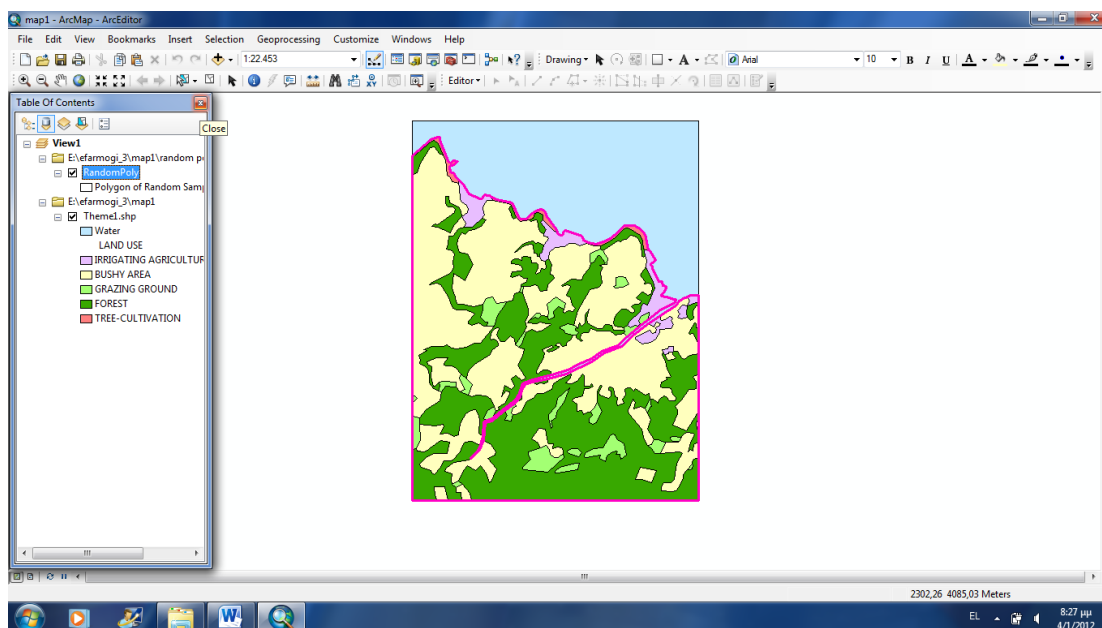 map1 - ArcMap - ArcEditor
File Edit View Bookmarks Insert Selection Geoprocessing Customize Windows Help
1:22.453 Drawing A Arial 10 B I U A
Editor
Table Of Contents
Close
View1
E:\efarmogi_3\map1\random p
RandomPoly
Polygon of Random Samp
E:\efarmogi_3\map1
Theme1.shp
Water
LAND USE
IRRIGATING AGRICULTUR
BUSHY AREA
GRAZING GROUND
FOREST
TREE-CULTIVATION
2302,26 4085,03 Meters
W
EL 8:27 μμ
4/1/2012